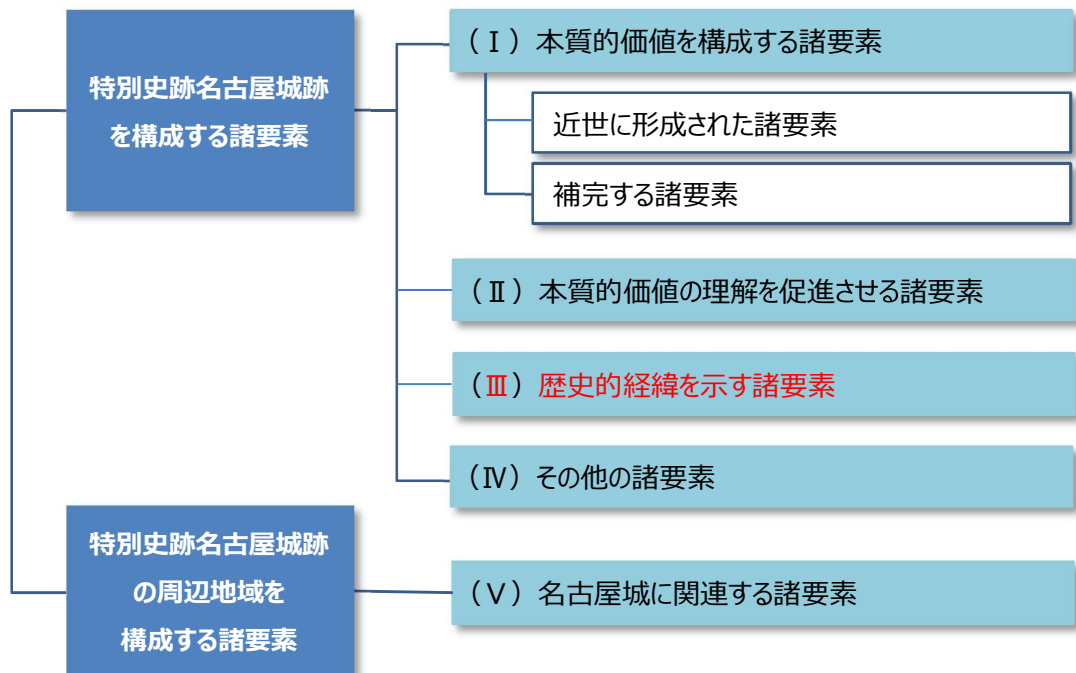 特別史跡名古屋城跡
を構成する諸要素
（Ⅰ）本質的価値を構成する諸要素
近世に形成された諸要素
補完する諸要素
（Ⅱ）本質的価値の理解を促進させる諸要素
（Ⅲ）歴史的経緯を示す諸要素
（Ⅳ）その他の諸要素
特別史跡名古屋城跡
の周辺地域を
構成する諸要素
（Ⅴ）名古屋城に関連する諸要素